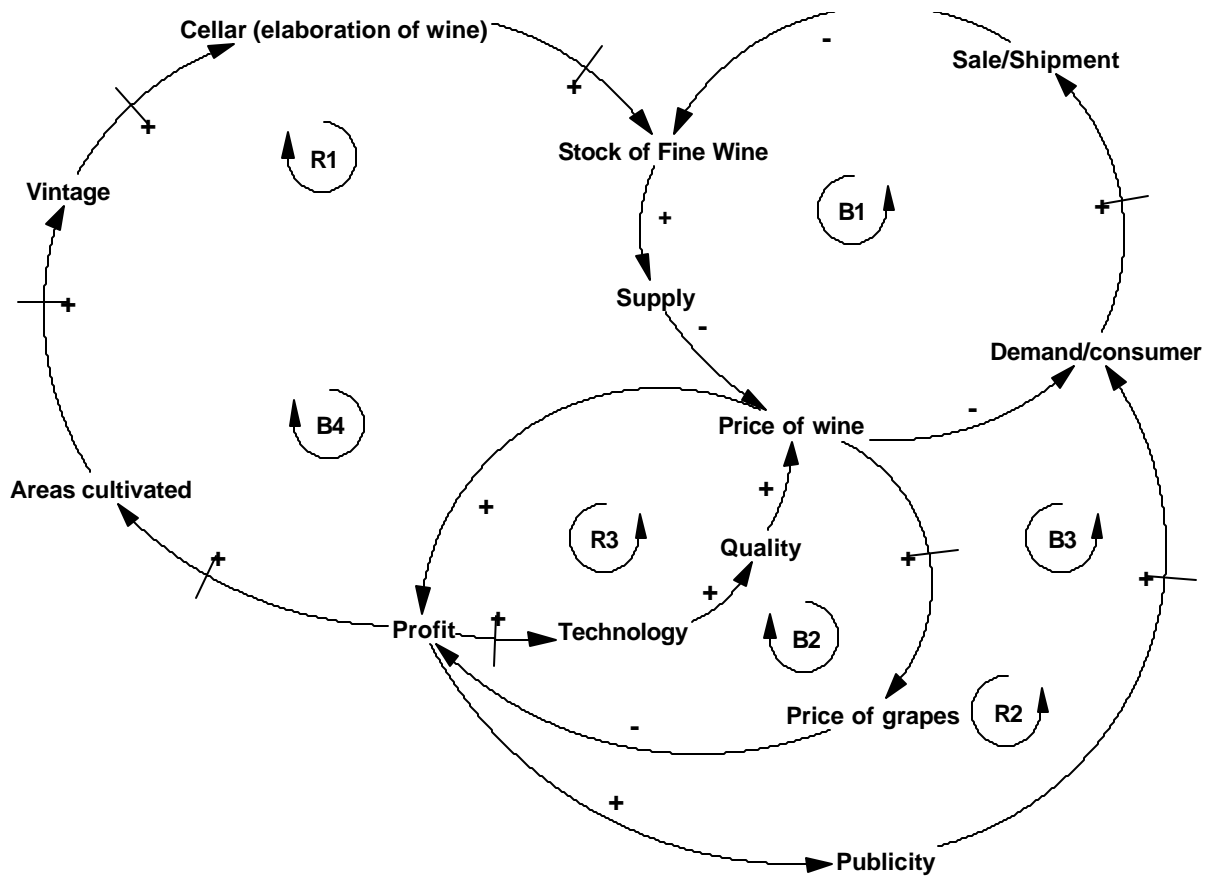 Cellar (elaboration of wine)
-
Sale/Shipment
+
+
R1
Stock of Fine Wine
Vintage
+
B1
+
+
Supply
-
Demand/consumer
B4
-
Price of wine
Areas cultivated
+
+
R3
Quality
B3
+
+
+
+
+
Profit
Technology
B2
Price of grapes
R2
-
+
Publicity